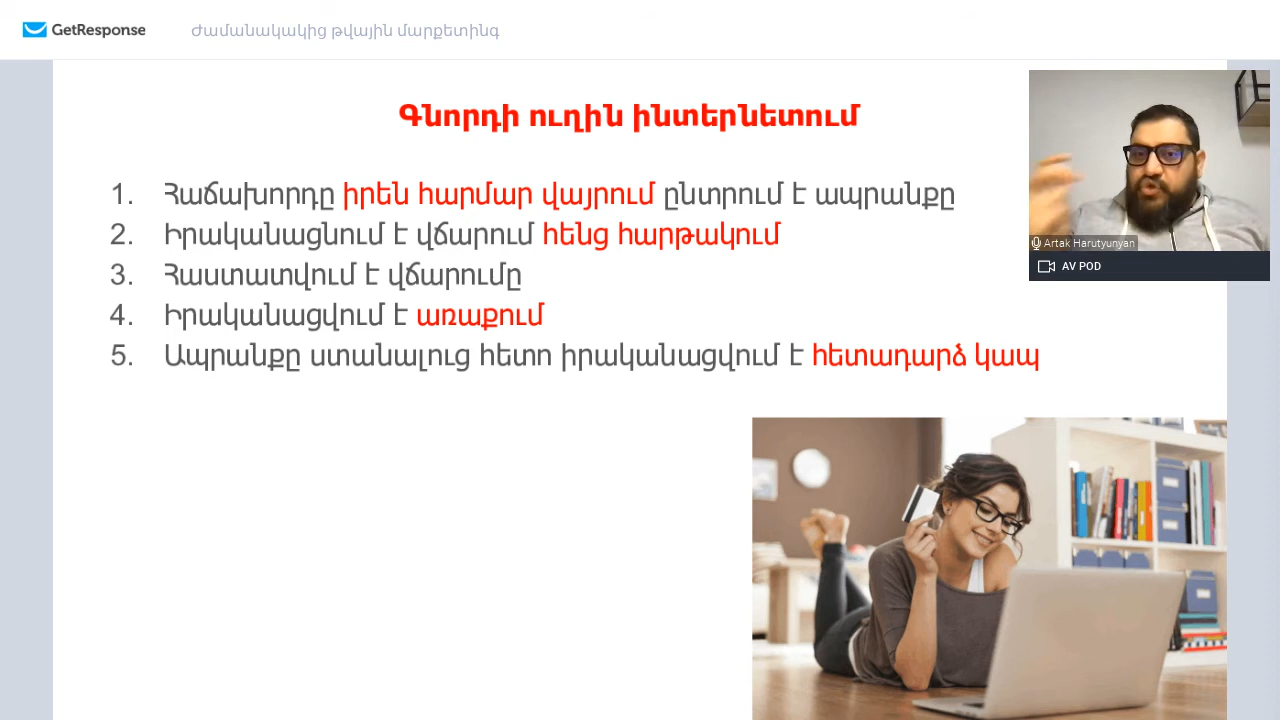 GetResponse
Ժամանակակից թվային մարքետինգ
Գնորդի ուղին ինտերնետում
1. Հաճախորդը իրեն հարմար վայրում ընտրում է ապրանքը
2. Իրականացնում է վճարում հենց հարթակում
3. Հաստատվում է վճարումը
4. Իրականացվում է առաքում
5. Ապրանքը ստանալուց հետո իրականացվում է հետադարձ կապ
Artak Harutyunyan
AV POD